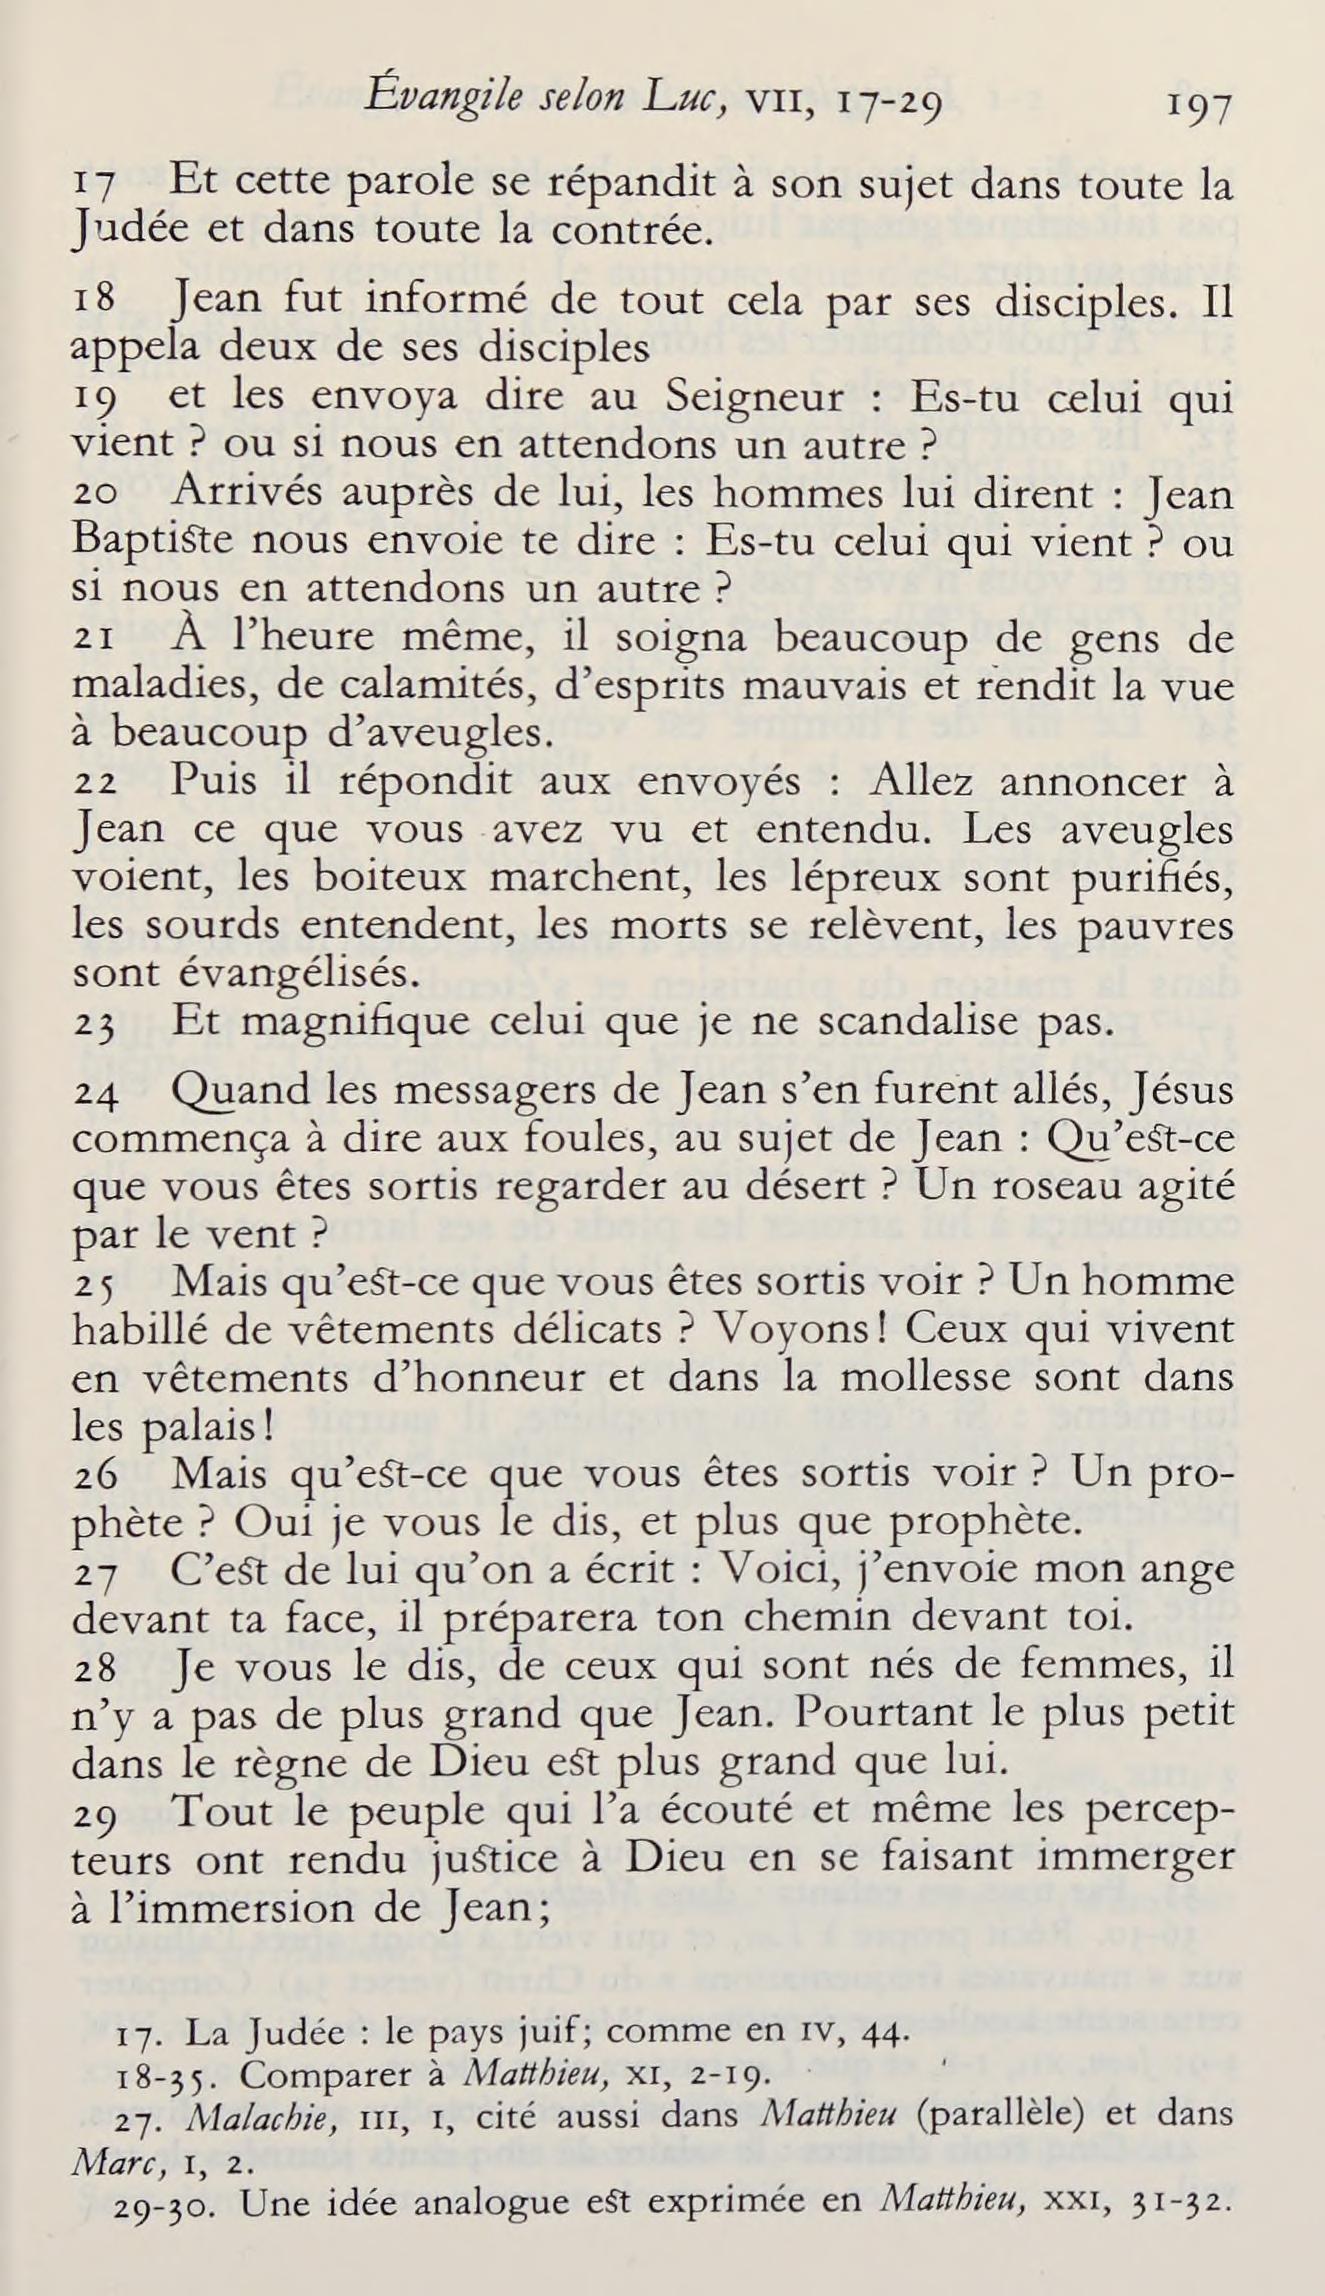 Évangile selon Luc, VII, 17-29 197
17 Et cette parole se répandit à son sujet dans toute la
Judée et dans toute la contrée.
18 Jean fut informé de tout cela par ses disciples. Il
appela deux de ses disciples
19 et les envoya dire au Seigneur : Es-tu celui qui
vient ? ou si nous en attendons un autre ?
20 Arrivés auprès de lui, les hommes lui dirent : Jean
Baptiste nous envoie te dire : Es-tu celui qui vient ? ou
si nous en attendons un autre ?
21 À l'heure même, il soigna beaucoup de gens de
maladies, de calamités, d'esprits mauvais et rendit la vue
à beaucoup d'aveugles.
22 Puis il répondit aux envoyés : Allez annoncer à
Jean ce que vous avez vu et entendu. Les aveugles
voient, les boiteux marchent, les lépreux sont purifiés,
les sourds entendent, les morts se relèvent, les pauvres
sont évangélisés.
23 Et magnifique celui que je ne scandalise pas.
24 Quand les messagers de Jean s'en furent allés, Jésus
commença à dire aux foules, au sujet de Jean : Qu'est-ce
que vous êtes sortis regarder au désert ? Un roseau agité
par le vent ?
25 Mais qu'est-ce que vous êtes sortis voir ? Un homme
habillé de vêtements délicats ? Voyons! Ceux qui vivent
en vêtements d'honneur et dans la mollesse sont dans
les palais!
26 Mais qu'est-ce que vous êtes sortis voir ? Un pro-
phète ? Oui je vous le dis, et plus que prophète.
27 C'est de lui qu'on a écrit : Voici, j'envoie mon ange
devant ta face, il préparera ton chemin devant toi.
28 Je vous le dis, de ceux qui sont nés de femmes, il
n'y a pas de plus grand que Jean. Pourtant le plus petit
dans le règne de Dieu est plus grand que lui.
29 Tout le peuple qui l'a écouté et même les percep-
teurs ont rendu justice à Dieu en se faisant immerger
à l'immersion de Jean;
17. La Judée : le pays juif; comme en IV, 44.
18-35. Comparer à Matthieu, XI, 2-19.
27. Malachie, III, I, cité aussi dans Matthieu (parallèle) et dans
Marc, I, 2.
29-30. Une idée analogue est exprimée en Matthieu, XXI, 31-32.